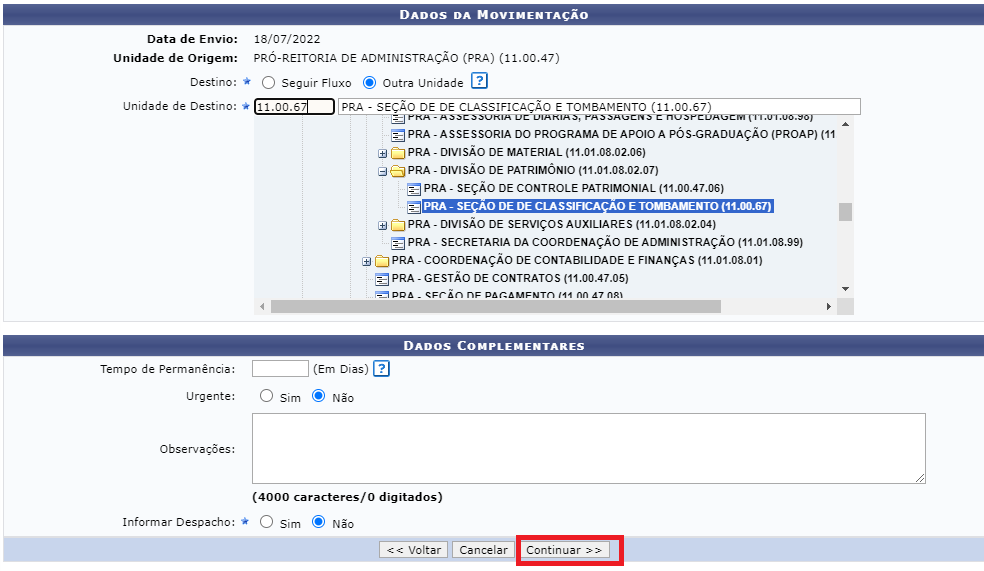 DADOS DA MOVIMENTAÇÃO
Data de Envio: 18/07/2022
Unidade de Origem: PRÓ-REITORIA DE ADMINISTRAÇÃO (PRA) (11.00.47)
Destino: Seguir Fluxo Outra Unidade ?
Unidade de Destino: 11.00.67 PRA - SEÇÃO DE DE CLASSIFICAÇÃO E TOMBAMENTO (11.00.67)
PRA - ASSESSORIA DE DIÁRIAS, PASSAGENS E HOSPEDAGEM (11.01.08.98)
PRA - ASSESSORIA DO PROGRAMA DE APOIO A PÓS-GRADUAÇÃO (PROAP) (11
PRA - DIVISÃO DE MATERIAL (11.01.08.02.06)
PRA - DIVISÃO DE PATRIMÔNIO (11.01.08.02.07)
PRA - SEÇÃO DE CONTROLE PATRIMONIAL (11.00.47.06)
PRA - SEÇÃO DE DE CLASSIFICAÇÃO E TOMBAMENTO (11.00.67)
PRA - DIVISÃO DE SERVIÇOS AUXILIARES (11.01.08.02.04)
PRA - SECRETARIA DA COORDENAÇÃO DE ADMINISTRAÇÃO (11.01.08.99)
PRA - COORDENAÇÃO DE CONTABILIDADE E FINANÇAS (11.01.08.01)
PRA - GESTÃO DE CONTRATOS (11.00.47.05)
PRA - SEÇÃO DE PAGAMENTO (11.00.47.08)
DADOS COMPLEMENTARES
Tempo de Permanência: (Em Dias) ?
Urgente: Sim Não
Observações:
(4000 caracteres/0 digitados)
Informar Despacho: Sim Não
<< Voltar Cancelar Continuar >>